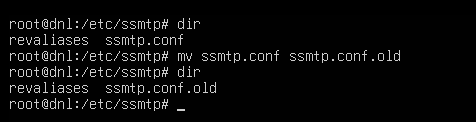 root@dnl:/etc/ssmtp# dir
revaliases  ssmtp.conf
root@dnl:/etc/ssmtp# mv ssmtp.conf ssmtp.conf.old
root@dnl:/etc/ssmtp# dir
revaliases  ssmtp.conf.old
root@dnl:/etc/ssmtp# _